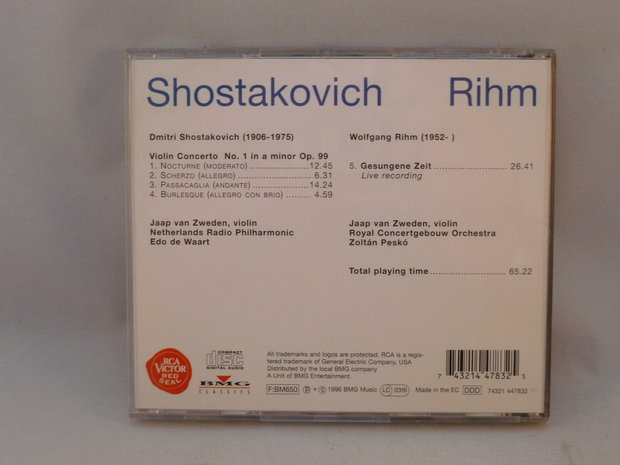 Shostakovich Rihm
Dmitri Shostakovich (1906-1975)
Violin Concerto No. 1 in a minor Op. 99
1. NOCTURNE (MODERATO) ..................... 12.45
2. SCHERZO (ALLEGRO) ......................... 6.31
3. PASSACAGLIA (ANDANTE) ................... 14.24
4. BURLESQUE (ALLEGRO CON BRIO) ......... 4.59
Jaap van Zweden, violin
Netherlands Radio Philharmonic
Edo de Waart
Wolfgang Rihm (1952- )
5. Gesungene Zeit ............................ 26.41
Live recording
Jaap van Zweden, violin
Royal Concertgebouw Orchestra
Zoltán Peskó
Total playing time ........................... 65.22
RCA
VICTOR
RED
SEAL
COMPACT
disc
DIGITAL AUDIO
BMG
CLASSICS
All trademarks and logos are protected. RCA is a regis-
tered trademark of General Electric Company, USA
Distributed by the local BMG company
A Unit of BMG Entertainment.
F:BM650 p + c 1996 BMG Music LC 0316 Made in the EC DDD 74321 447832
7 43214 47832 5